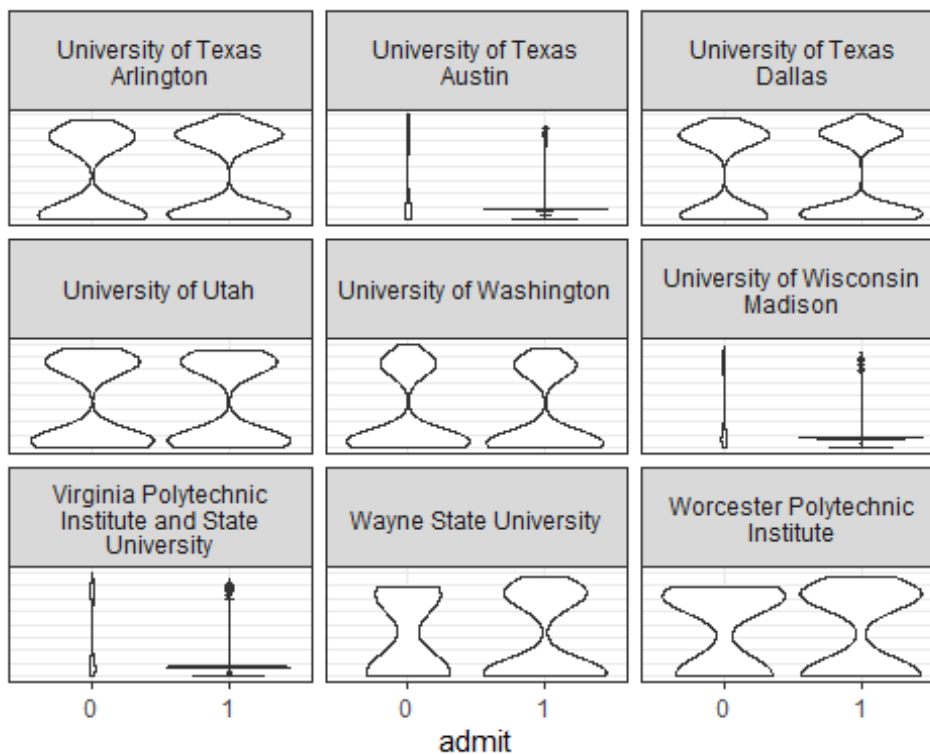 University of Texas
Arlington
University of Texas
Austin
University of Texas
Dallas
University of Utah
University of Washington
University of Wisconsin
Madison
Virginia Polytechnic
Institute and State
University
Wayne State University
Worcester Polytechnic
Institute
0 1 0 1 0 1
admit